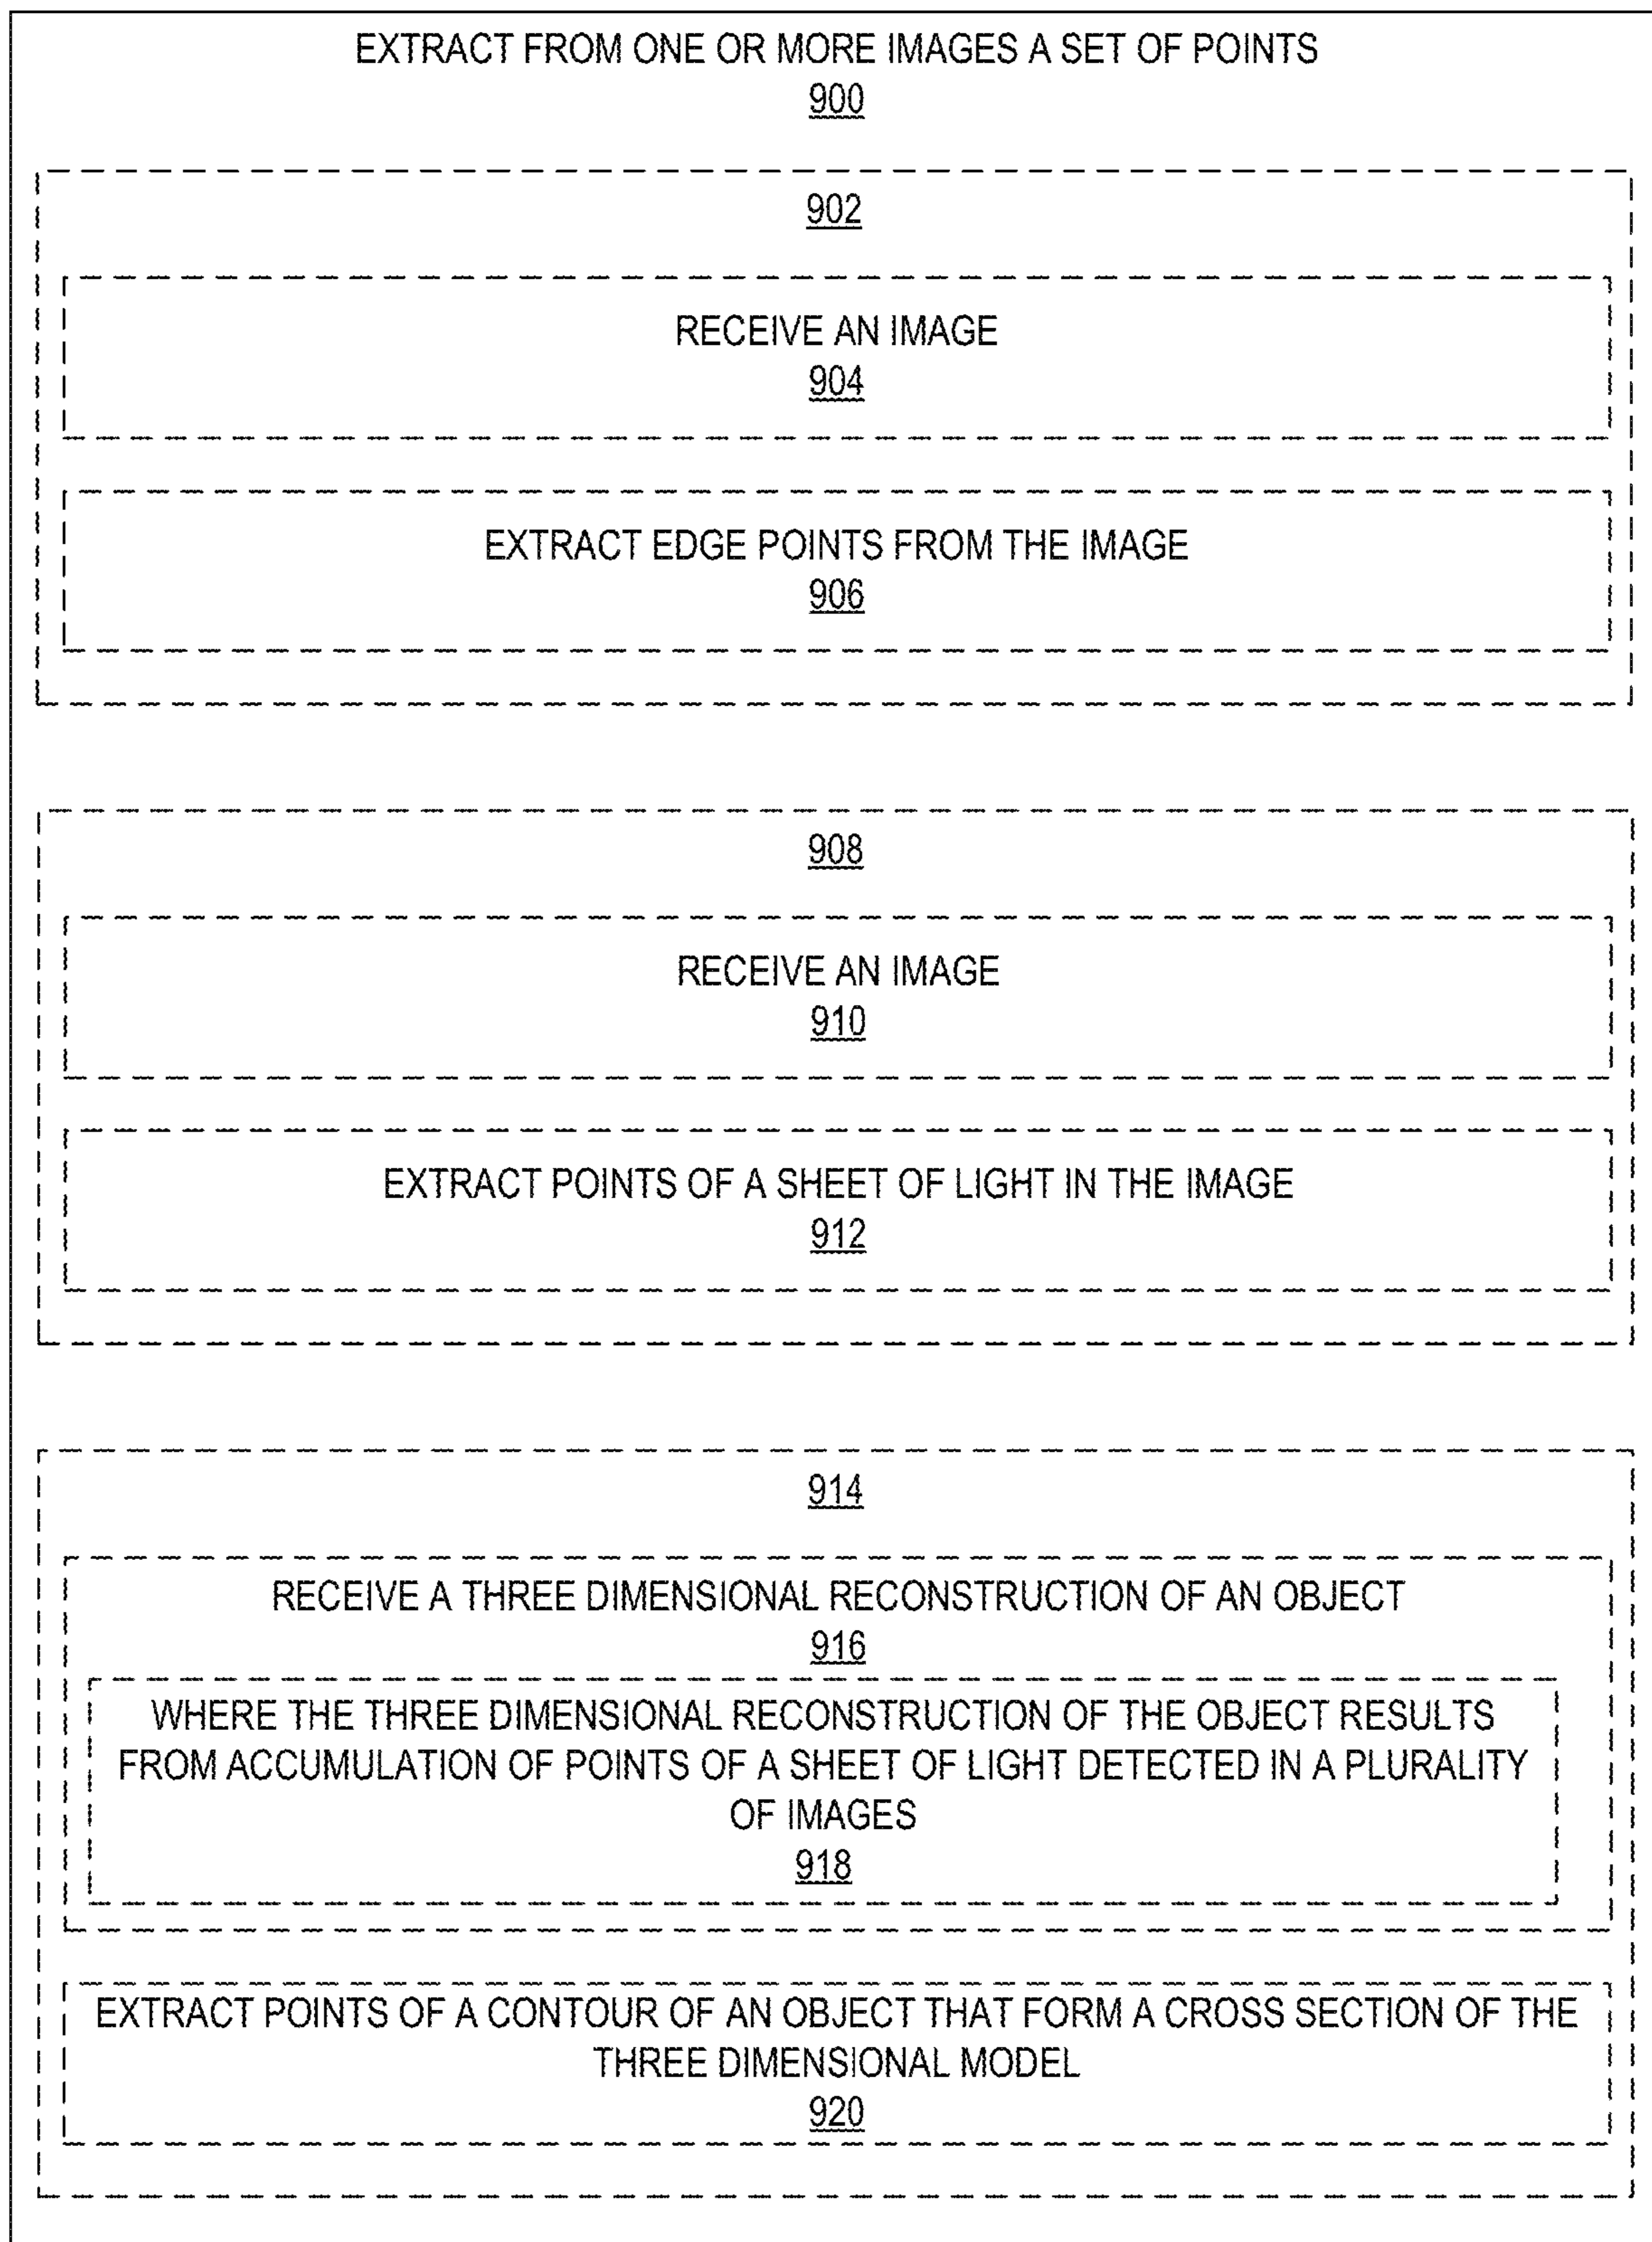 EXTRACT FROM ONE OR MORE IMAGES A SET OF POINTS
900
902
RECEIVE AN IMAGE
904
EXTRACT EDGE POINTS FROM THE IMAGE
906
908
RECEIVE AN IMAGE
910
EXTRACT POINTS OF A SHEET OF LIGHT IN THE IMAGE
912
914
RECEIVE A THREE DIMENSIONAL RECONSTRUCTION OF AN OBJECT
916
WHERE THE THREE DIMENSIONAL RECONSTRUCTION OF THE OBJECT RESULTS
FROM ACCUMULATION OF POINTS OF A SHEET OF LIGHT DETECTED IN A PLURALITY
OF IMAGES
918
EXTRACT POINTS OF A CONTOUR OF AN OBJECT THAT FORM A CROSS SECTION OF THE
THREE DIMENSIONAL MODEL
920